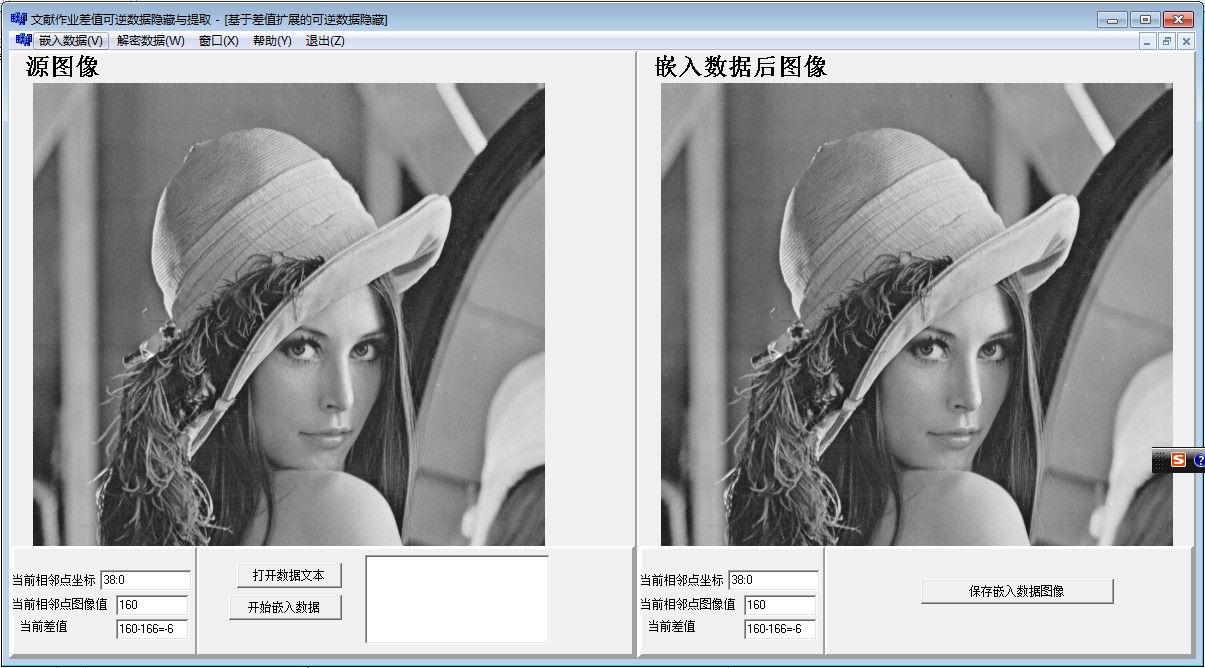 文献作业差值可逆数据隐藏与提取 - [基于差值扩展的可逆数据隐藏]
嵌入数据(V) 解密数据(W) 窗口(X) 帮助(Y) 退出(Z)
源图像
嵌入数据后图像
当前相邻点坐标 38:0
当前相邻点图像值 160
当前差值 160-166=-6
打开数据文本
开始嵌入数据
当前相邻点坐标 38:0
当前相邻点图像值 160
当前差值 160-166=-6
保存嵌入数据图像
S ?